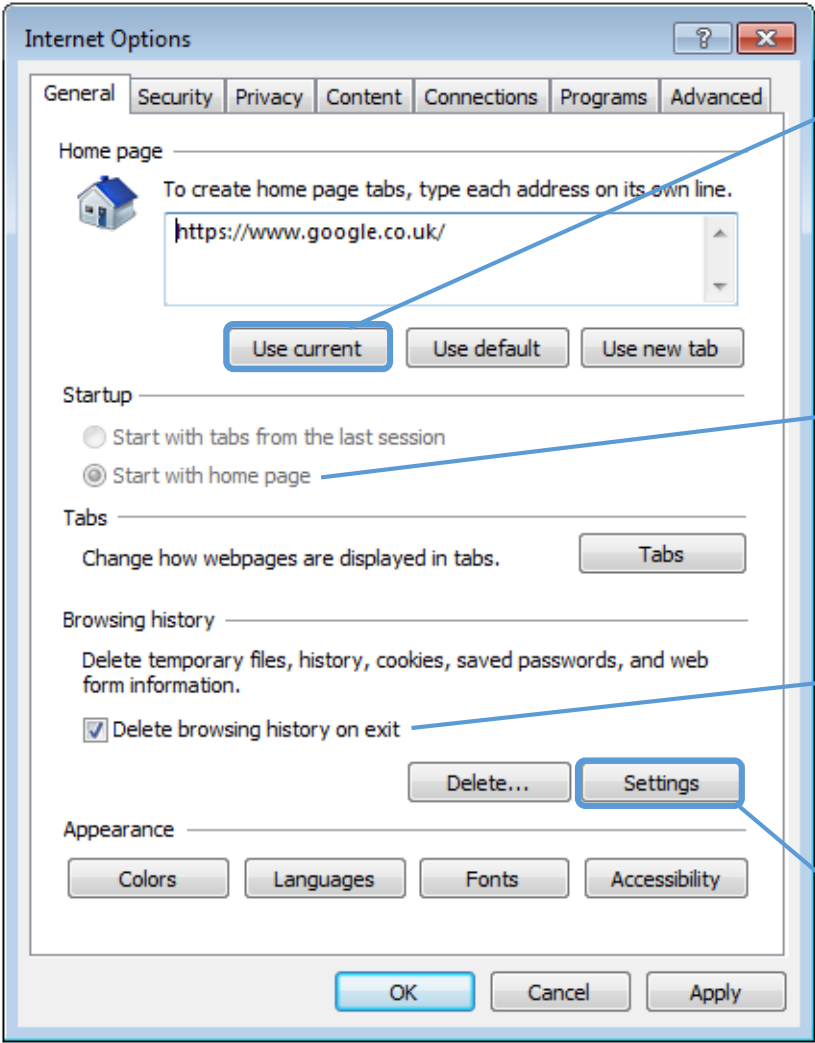 Internet Options
?
General Security Privacy Content Connections Programs Advanced
Home page
To create home page tabs, type each address on its own line.
https://www.google.co.uk/
Use current Use default Use new tab
Startup
Start with tabs from the last session
Start with home page
Tabs
Change how webpages are displayed in tabs. Tabs
Browsing history
Delete temporary files, history, cookies, saved passwords, and web
form information.
Delete browsing history on exit
Delete... Settings
Appearance
Colors Languages Fonts Accessibility
OK Cancel Apply